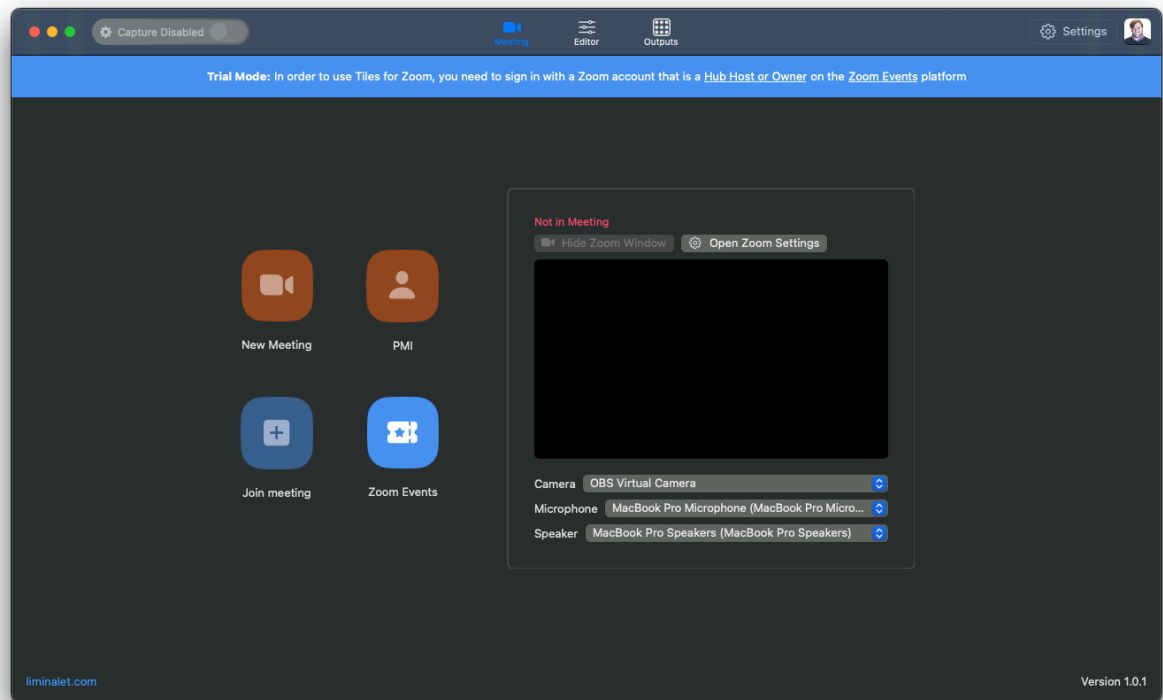 Capture Disabled
Meeting
Editor
Outputs
Settings
Trial Mode: In order to use Tiles for Zoom, you need to sign in with a Zoom account that is a Hub Host or Owner on the Zoom Events platform
New Meeting
PMI
Join meeting
Zoom Events
Not in Meeting
Hide Zoom Window
Open Zoom Settings
Camera OBS Virtual Camera
Microphone MacBook Pro Microphone (MacBook Pro Micro...
Speaker MacBook Pro Speakers (MacBook Pro Speakers)
liminalet.com
Version 1.0.1